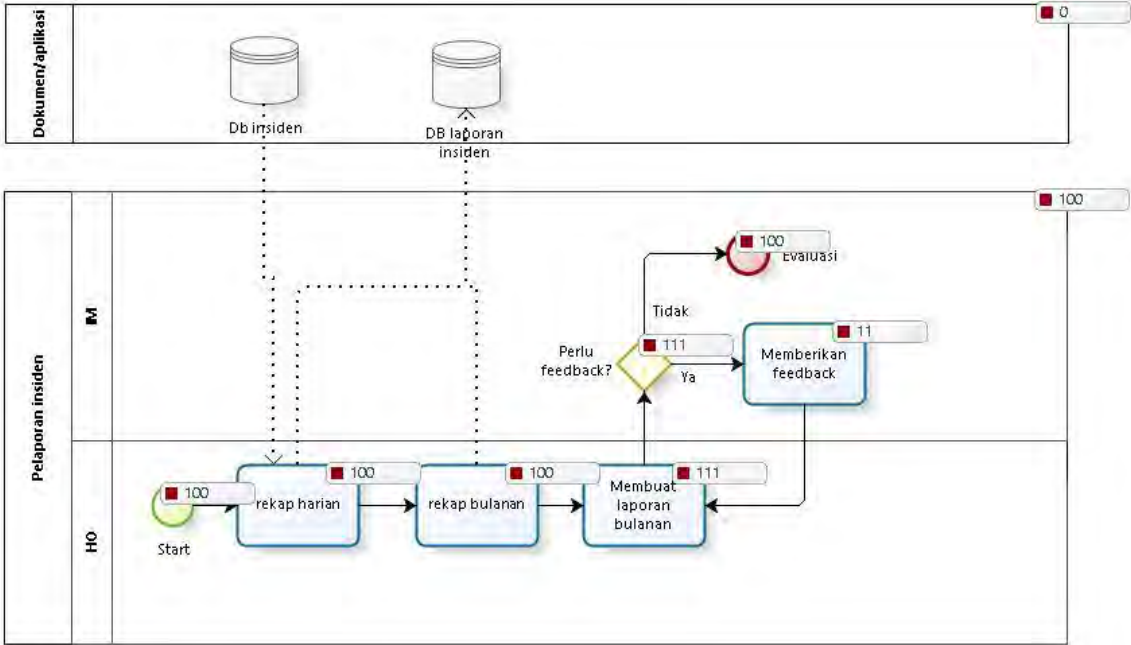 Dokumen/aplikasi
0
Db insiden
DB laporan
insiden
Pelaporan insiden
100
IM
100
Evaluasi
Tidak
Perlu
feedback?
111
Ya
11
Memberikan
feedback
HO
100
Start
100
rekap harian
100
rekap bulanan
111
Membuat
laporan
bulanan